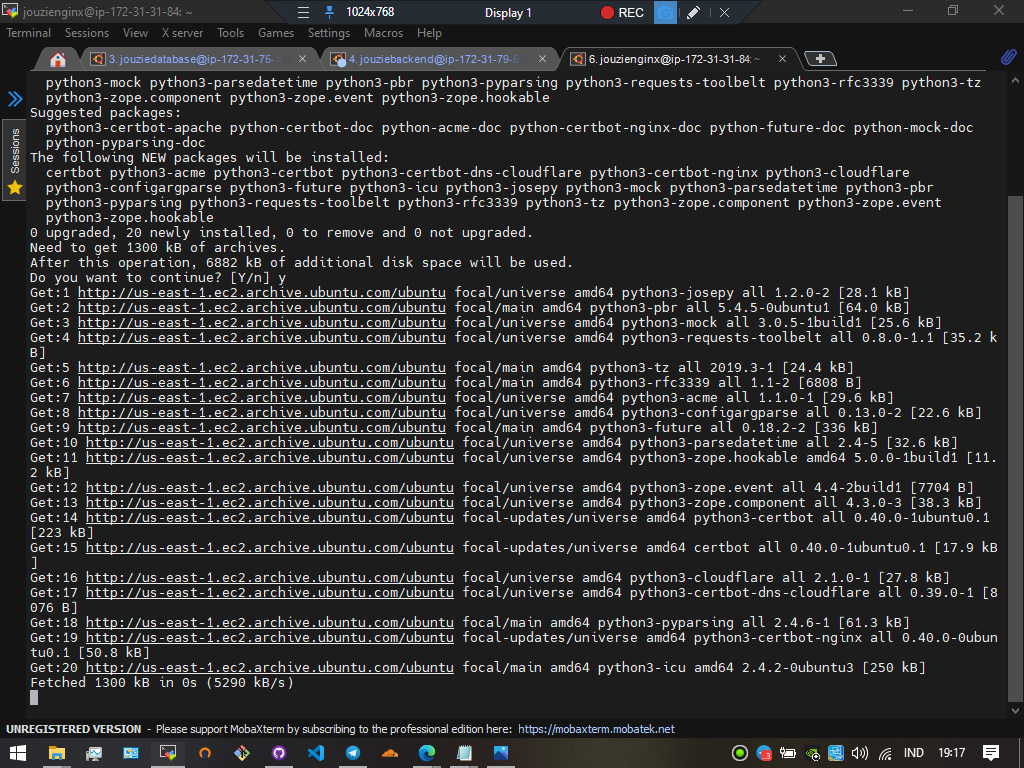 jouzienginx@ip-172-31-31-84: ~
1024x768
Display 1
REC
Terminal Sessions View X server Tools Games Settings Macros Help
3. jouziedatabase@ip-172-31-75-
4. jouziebackend@ip-172-31-79-8
6. jouzienginx@ip-172-31-31-84: ~
Sessions
python3-mock python3-parsedatetime python3-pbr python3-pyparsing python3-requests-toolbelt python3-rfc3339 python3-tz
python3-zope.component python3-zope.event python3-zope.hookable
Suggested packages:
python3-certbot-apache python-certbot-doc python-acme-doc python-certbot-nginx-doc python-future-doc python-mock-doc
python-pyparsing-doc
The following NEW packages will be installed:
certbot python3-acme python3-certbot python3-certbot-dns-cloudflare python3-certbot-nginx python3-cloudflare
python3-configargparse python3-future python3-icu python3-josepy python3-mock python3-parsedatetime python3-pbr
python3-pyparsing python3-requests-toolbelt python3-rfc3339 python3-tz python3-zope.component python3-zope.event
python3-zope.hookable
0 upgraded, 20 newly installed, 0 to remove and 0 not upgraded.
Need to get 1300 kB of archives.
After this operation, 6882 kB of additional disk space will be used.
Do you want to continue? [Y/n] y
Get:1 http://us-east-1.ec2.archive.ubuntu.com/ubuntu focal/universe amd64 python3-josepy all 1.2.0-2 [28.1 kB]
Get:2 http://us-east-1.ec2.archive.ubuntu.com/ubuntu focal/main amd64 python3-pbr all 5.4.5-0ubuntu1 [64.0 kB]
Get:3 http://us-east-1.ec2.archive.ubuntu.com/ubuntu focal/universe amd64 python3-mock all 3.0.5-1build1 [25.6 kB]
Get:4 http://us-east-1.ec2.archive.ubuntu.com/ubuntu focal/universe amd64 python3-requests-toolbelt all 0.8.0-1.1 [35.2 k
B]
Get:5 http://us-east-1.ec2.archive.ubuntu.com/ubuntu focal/main amd64 python3-tz all 2019.3-1 [24.4 kB]
Get:6 http://us-east-1.ec2.archive.ubuntu.com/ubuntu focal/main amd64 python3-rfc3339 all 1.1-2 [6808 B]
Get:7 http://us-east-1.ec2.archive.ubuntu.com/ubuntu focal/universe amd64 python3-acme all 1.1.0-1 [29.6 kB]
Get:8 http://us-east-1.ec2.archive.ubuntu.com/ubuntu focal/universe amd64 python3-configargparse all 0.13.0-2 [22.6 kB]
Get:9 http://us-east-1.ec2.archive.ubuntu.com/ubuntu focal/main amd64 python3-future all 0.18.2-2 [336 kB]
Get:10 http://us-east-1.ec2.archive.ubuntu.com/ubuntu focal/universe amd64 python3-parsedatetime all 2.4-5 [32.6 kB]
Get:11 http://us-east-1.ec2.archive.ubuntu.com/ubuntu focal/universe amd64 python3-zope.hookable amd64 5.0.0-1build1 [11.
2 kB]
Get:12 http://us-east-1.ec2.archive.ubuntu.com/ubuntu focal/universe amd64 python3-zope.event all 4.4-2build1 [7704 B]
Get:13 http://us-east-1.ec2.archive.ubuntu.com/ubuntu focal/universe amd64 python3-zope.component all 4.3.0-3 [38.3 kB]
Get:14 http://us-east-1.ec2.archive.ubuntu.com/ubuntu focal-updates/universe amd64 python3-certbot all 0.40.0-1ubuntu0.1
[223 kB]
Get:15 http://us-east-1.ec2.archive.ubuntu.com/ubuntu focal-updates/universe amd64 certbot all 0.40.0-1ubuntu0.1 [17.9 kB
]
Get:16 http://us-east-1.ec2.archive.ubuntu.com/ubuntu focal/universe amd64 python3-cloudflare all 2.1.0-1 [27.8 kB]
Get:17 http://us-east-1.ec2.archive.ubuntu.com/ubuntu focal/universe amd64 python3-certbot-dns-cloudflare all 0.39.0-1 [8
076 B]
Get:18 http://us-east-1.ec2.archive.ubuntu.com/ubuntu focal/main amd64 python3-pyparsing all 2.4.6-1 [61.3 kB]
Get:19 http://us-east-1.ec2.archive.ubuntu.com/ubuntu focal-updates/universe amd64 python3-certbot-nginx all 0.40.0-0ubun
tu0.1 [50.8 kB]
Get:20 http://us-east-1.ec2.archive.ubuntu.com/ubuntu focal/main amd64 python3-icu amd64 2.4.2-0ubuntu3 [250 kB]
Fetched 1300 kB in 0s (5290 kB/s)
UNREGISTERED VERSION - Please support MobaXterm by subscribing to the professional edition here: https://mobaxterm.mobatek.net
IND 19:17